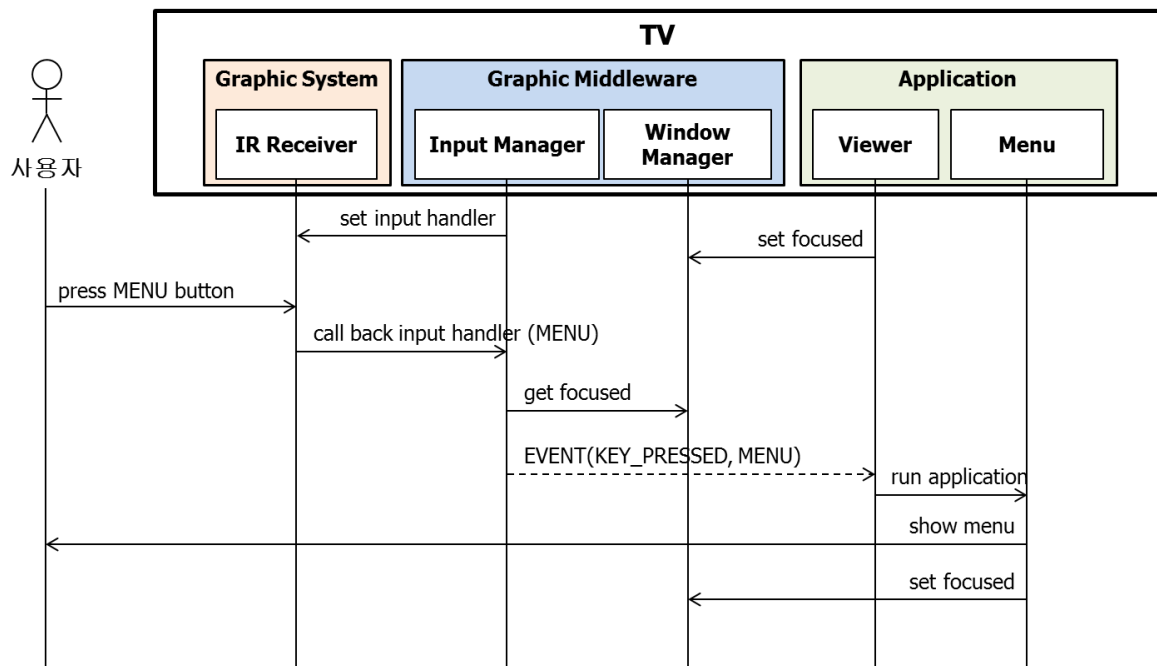 TV
Graphic System
Graphic Middleware
Application
IR Receiver
Input Manager
Window
Manager
Viewer
Menu
사용자
set input handler
set focused
press MENU button
call back input handler (MENU)
get focused
EVENT(KEY_PRESSED, MENU)
run application
show menu
set focused